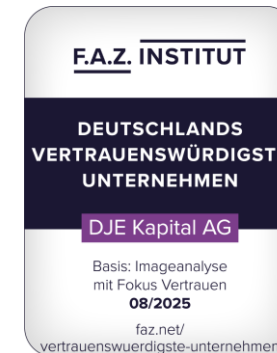 F.A.Z. INSTITUT
DEUTSCHLANDS
VERTRAUENSWÜRDIGST
UNTERNEHMEN
DJE Kapital AG
Basis: Imageanalyse
mit Fokus Vertrauen
08/2025
faz.net/
vertrauenswuerdigste-unternehmen